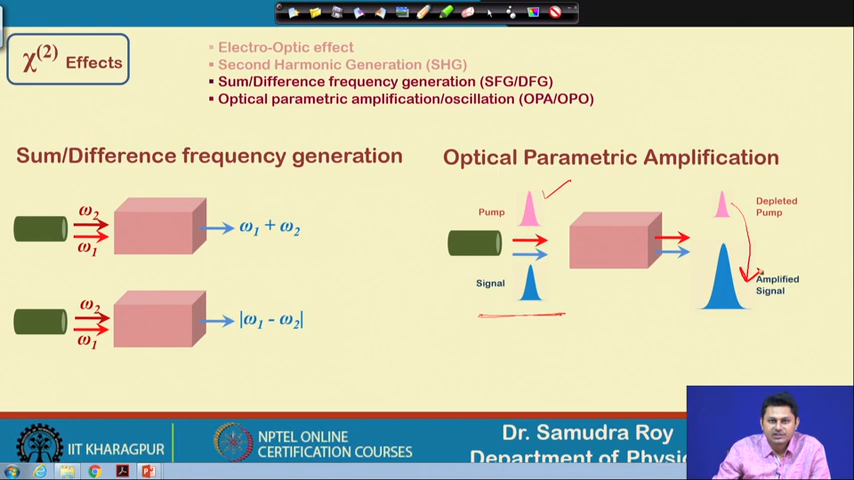 χ(2) Effects
▪ Electro-Optic effect
▪ Second Harmonic Generation (SHG)
▪ Sum/Difference frequency generation (SFG/DFG)
▪ Optical parametric amplification/oscillation (OPA/OPO)
Sum/Difference frequency generation
ω2
ω1
ω1 + ω2
ω2
ω1
|ω1 - ω2|
Optical Parametric Amplification
Pump
Signal
Depleted
Pump
Amplified
Signal
IIT KHARAGPUR
NPTEL ONLINE
CERTIFICATION COURSES
Dr. Samudra Roy
Department of Physi